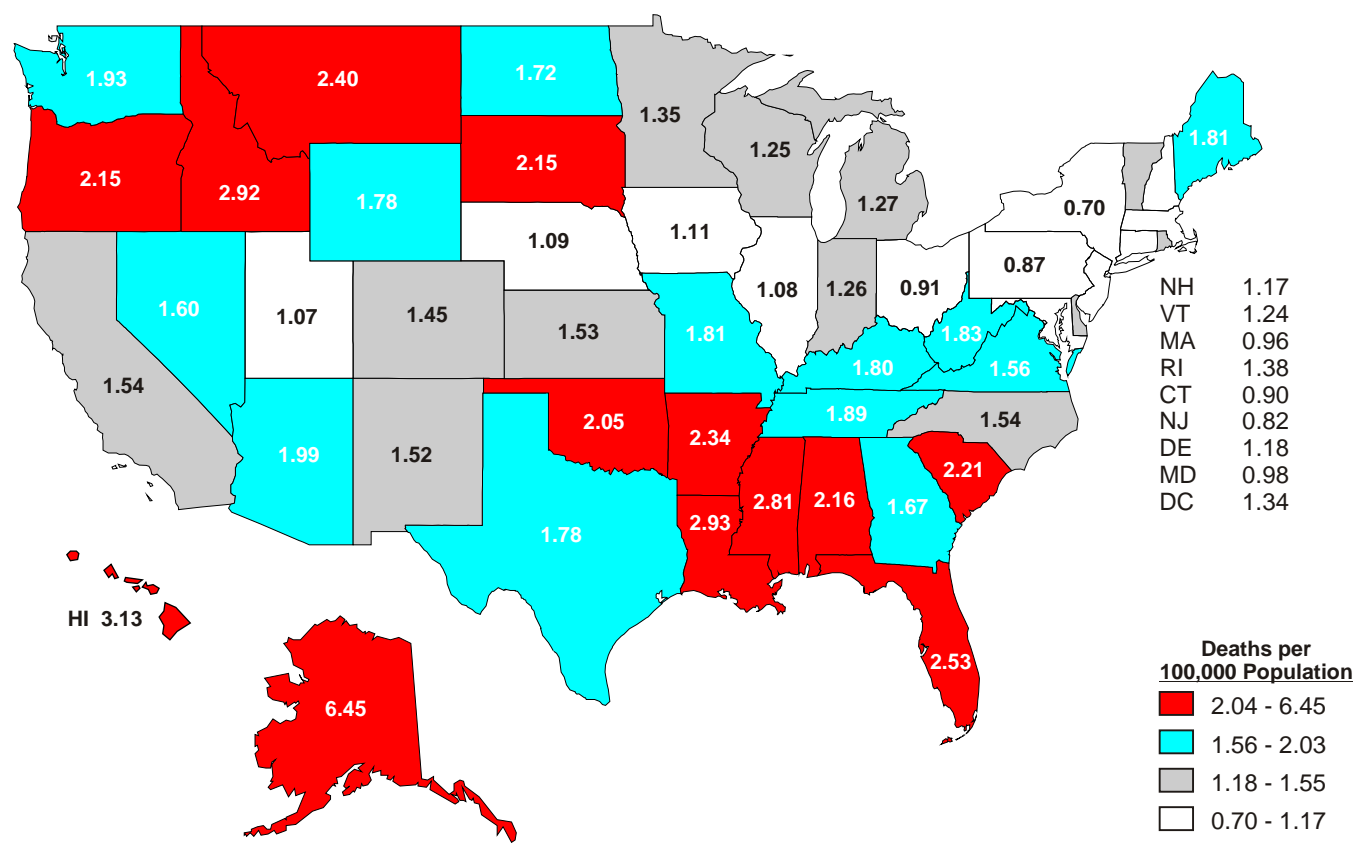 1.93
2.40
1.72
1.35
1.81
1.25
2.15
2.92
2.15
1.27
1.78
0.70
1.11
1.09
0.87
1.08
1.26
0.91
1.60
1.07
1.45
1.53
1.81
1.83
1.80
1.56
1.54
1.89
1.54
2.05
2.34
1.99
1.52
2.21
2.81
2.16
1.67
2.93
1.78
2.53
NH 1.17
VT 1.24
MA 0.96
RI 1.38
CT 0.90
NJ 0.82
DE 1.18
MD 0.98
DC 1.34
HI 3.13
6.45
Deaths per
100,000 Population
2.04 - 6.45
1.56 - 2.03
1.18 - 1.55
0.70 - 1.17